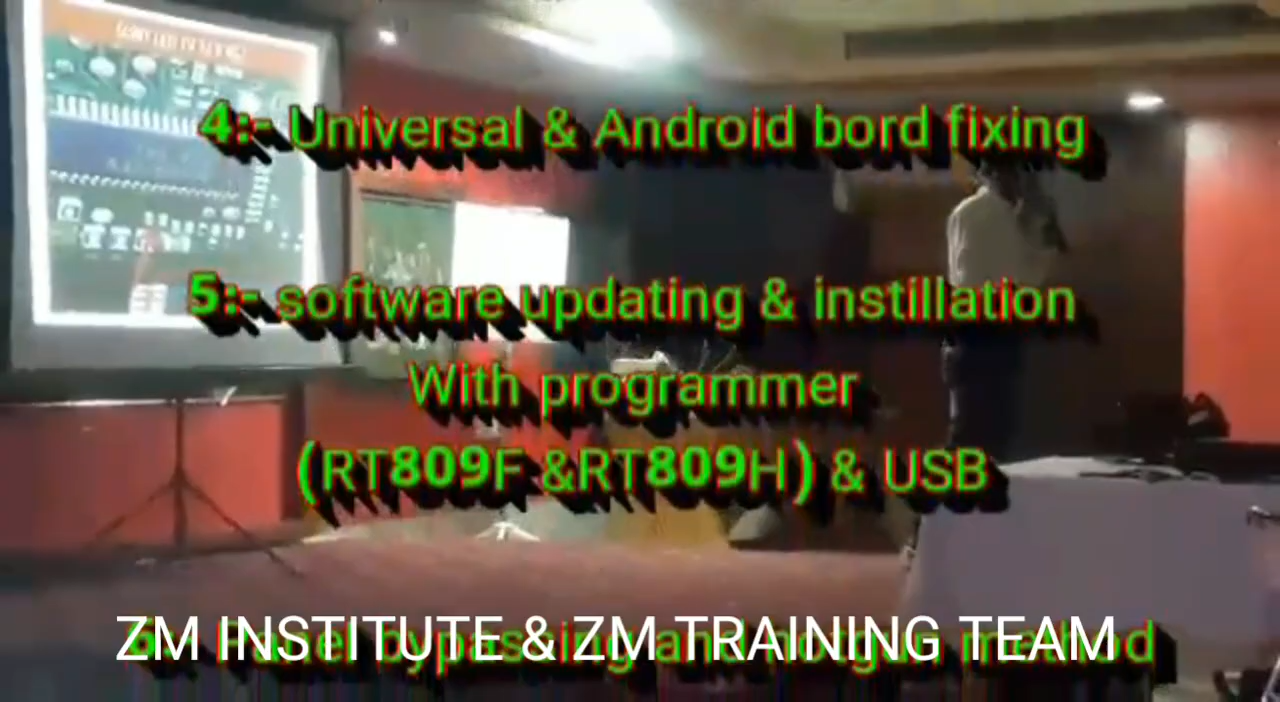 4:- Universal & Android bord fixing
5:- software updating & instillation
With programmer
(RT809F &RT809H) & USB
ZM INSTITUTE & ZM TRAINING TEAM